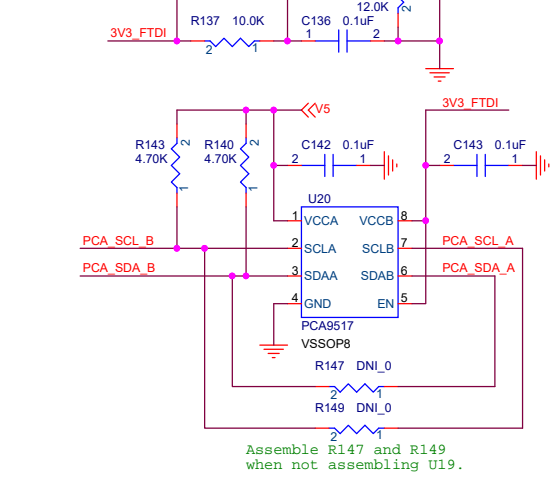 12.0K
2
R137 10.0K
C136 0.1uF
3V3_FTDI
2 1
1 2
V5
3V3_FTDI
R143
4.70K
2
1
R140
4.70K
2
1
C142 0.1uF
2 1
C143 0.1uF
2 1
U20
1 VCCA VCCB 8
PCA_SCL_B
2 SCLA SCLB 7
PCA_SCL_A
PCA_SDA_B
3 SDAA SDAB 6
PCA_SDA_A
4 GND EN 5
PCA9517
VSSOP8
R147 DNI_0
2 1
R149 DNI_0
2 1
Assemble R147 and R149
when not assembling U19.